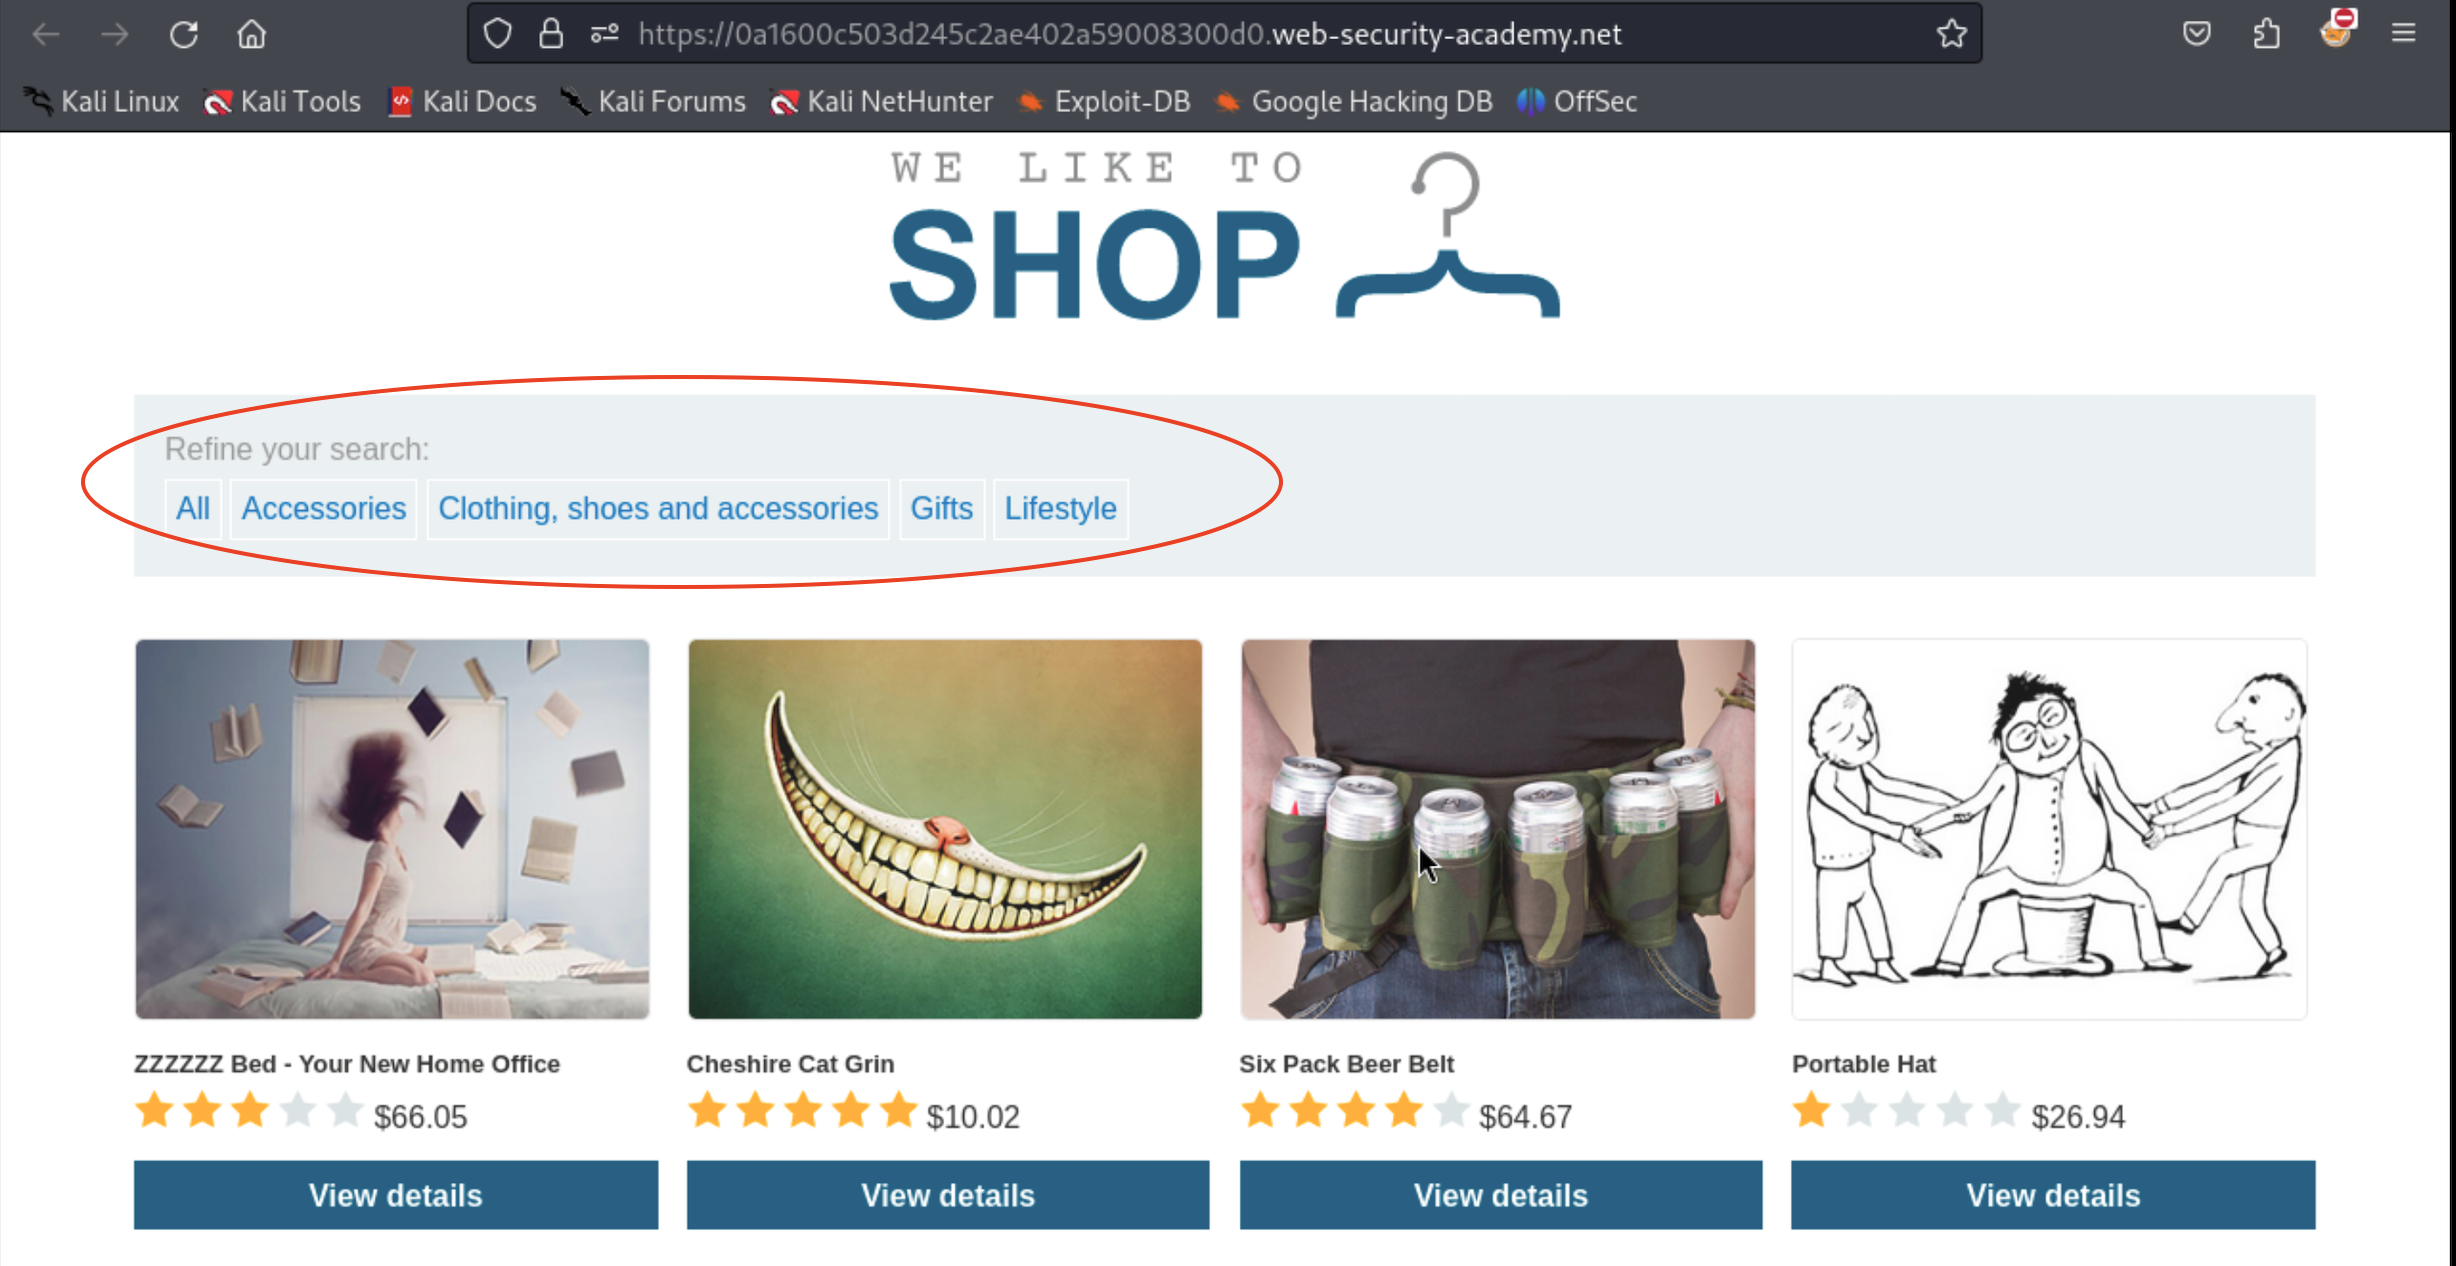 https://0a1600c503d245c2ae402a59008300d0.web-security-academy.net
Kali Linux Kali Tools Kali Docs Kali Forums Kali NetHunter Exploit-DB Google Hacking DB OffSec
WE LIKE TO
SHOP
Refine your search:
All Accessories Clothing, shoes and accessories Gifts Lifestyle
ZZZZZZ Bed - Your New Home Office Cheshire Cat Grin Six Pack Beer Belt Portable Hat
$66.05 $10.02 $64.67 $26.94
View details View details View details View details